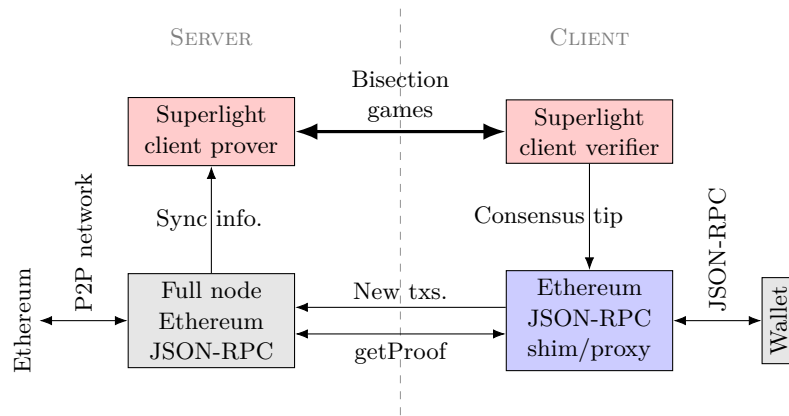 SERVER
CLIENT
Bisection
games
Superlight
client prover
Superlight
client verifier
Sync info.
Consensus tip
P2P network
JSON-RPC
Ethereum
Full node
Ethereum
JSON-RPC
New txs.
getProof
Ethereum
JSON-RPC
shim/proxy
Wallet